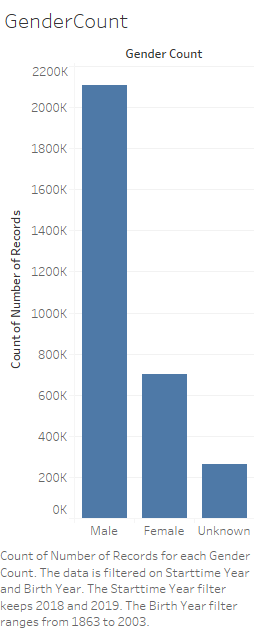 GenderCount
Gender Count
2200K
2000K
1800K
1600K
1400K
1200K
1000K
800K
600K
400K
200K
0K
Count of Number of Records
Male Female Unknown
Count of Number of Records for each Gender
Count. The data is filtered on Starttime Year
and Birth Year. The Starttime Year filter
keeps 2018 and 2019. The Birth Year filter
ranges from 1863 to 2003.